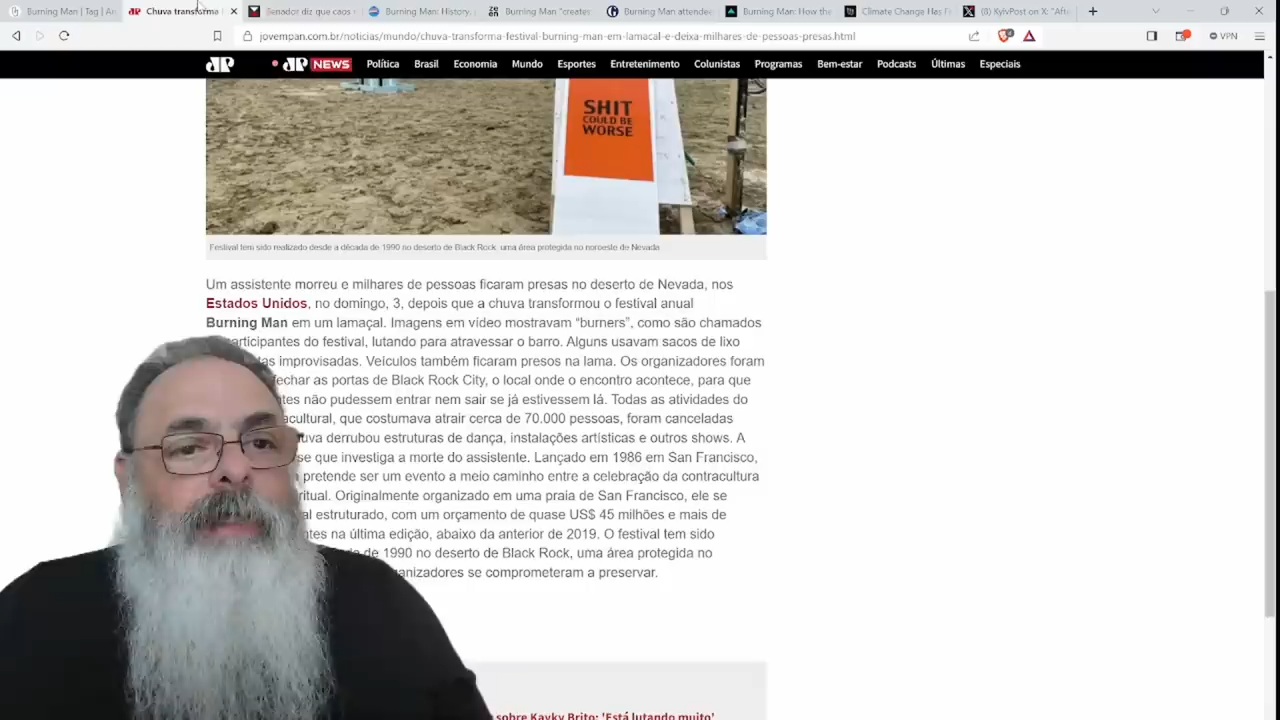 Burning Man | Tag | Ar
Chuva transforma
Senador diz que caos
Burning Man: History,
Burning Man "creates
Burning Man attendee
Burning Man: How the
Climate Change Has F
(8) KyivPost on X: "Afte
jovempan.com.br/noticias/mundo/chuva-transforma-festival-burning-man-em-lamacal-e-deixa-milhares-de-pessoas-presas.html
VPN
JP
JP NEWS
Política
Brasil
Economia
Mundo
Esportes
Entretenimento
Colunistas
Programas
Bem-estar
Podcasts
Últimas
Especiais
SHIT
COULD BE
WORSE
Festival tem sido realizado desde a década de 1990 no deserto de Black Rock, uma área protegida no noroeste de Nevada
Um assistente morreu e milhares de pessoas ficaram presas no deserto de Nevada, nos
Estados Unidos, no domingo, 3, depois que a chuva transformou o festival anual
Burning Man em um lamaçal. Imagens em vídeo mostravam “burners”, como são chamados
participantes do festival, lutando para atravessar o barro. Alguns usavam sacos de lixo
tas improvisadas. Veículos também ficaram presos na lama. Os organizadores foram
fechar as portas de Black Rock City, o local onde o encontro acontece, para que
tes não pudessem entrar nem sair se já estivessem lá. Todas as atividades do
acultural, que costumava atrair cerca de 70.000 pessoas, foram canceladas
uva derrubou estruturas de dança, instalações artísticas e outros shows. A
se que investiga a morte do assistente. Lançado em 1986 em San Francisco,
pretende ser um evento a meio caminho entre a celebração da contracultura
ritual. Originalmente organizado em uma praia de San Francisco, ele se
al estruturado, com um orçamento de quase US$ 45 milhões e mais de
ntes na última edição, abaixo da anterior de 2019. O festival tem sido
de 1990 no deserto de Black Rock, uma área protegida no
ganizadores se comprometeram a preservar.
sobre Kayky Brito: 'Está lutando muito'